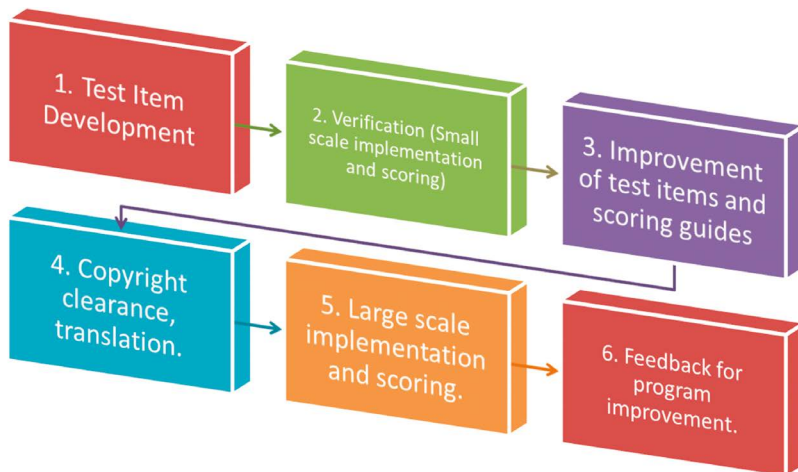 1. Test Item
Development
2. Verification (Small
scale implementation
and scoring)
3. Improvement
of test items and
scoring guides
4. Copyright
clearance,
translation.
5. Large scale
implementation
and scoring.
6. Feedback for
program
improvement.